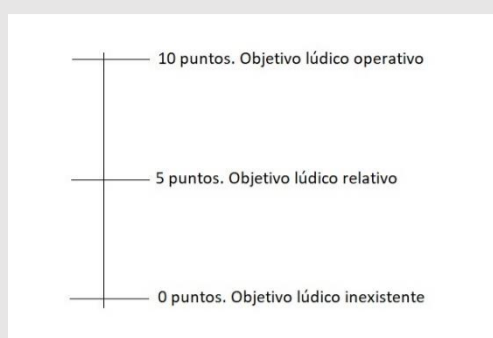 10 puntos. Objetivo lúdico operativo
5 puntos. Objetivo lúdico relativo
0 puntos. Objetivo lúdico inexistente